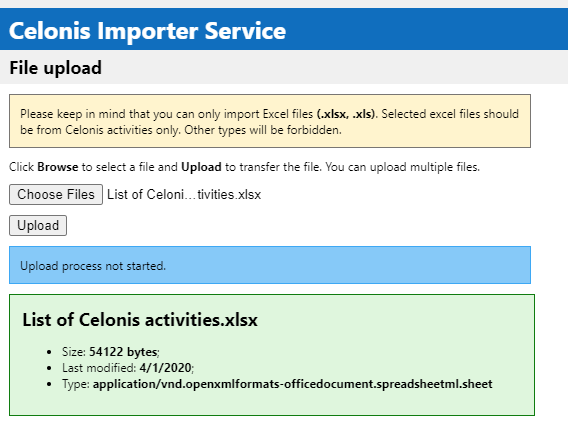 Celonis Importer Service
File upload
Please keep in mind that you can only import Excel files (.xlsx, .xls). Selected excel files should
be from Celonis activities only. Other types will be forbidden.
Click Browse to select a file and Upload to transfer the file. You can upload multiple files.
Choose Files List of Celoni…tivities.xlsx
Upload
Upload process not started.
List of Celonis activities.xlsx
• Size: 54122 bytes;
• Last modified: 4/1/2020;
• Type: application/vnd.openxmlformats-officedocument.spreadsheetml.sheet